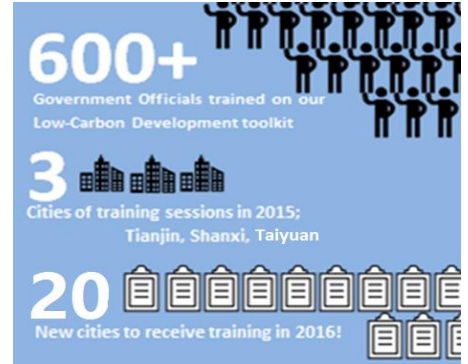 600+
Government Officials trained on our
Low-Carbon Development toolkit
3
Cities of training sessions in 2015;
Tianjin, Shanxi, Taiyuan
20
New cities to receive training in 2016!